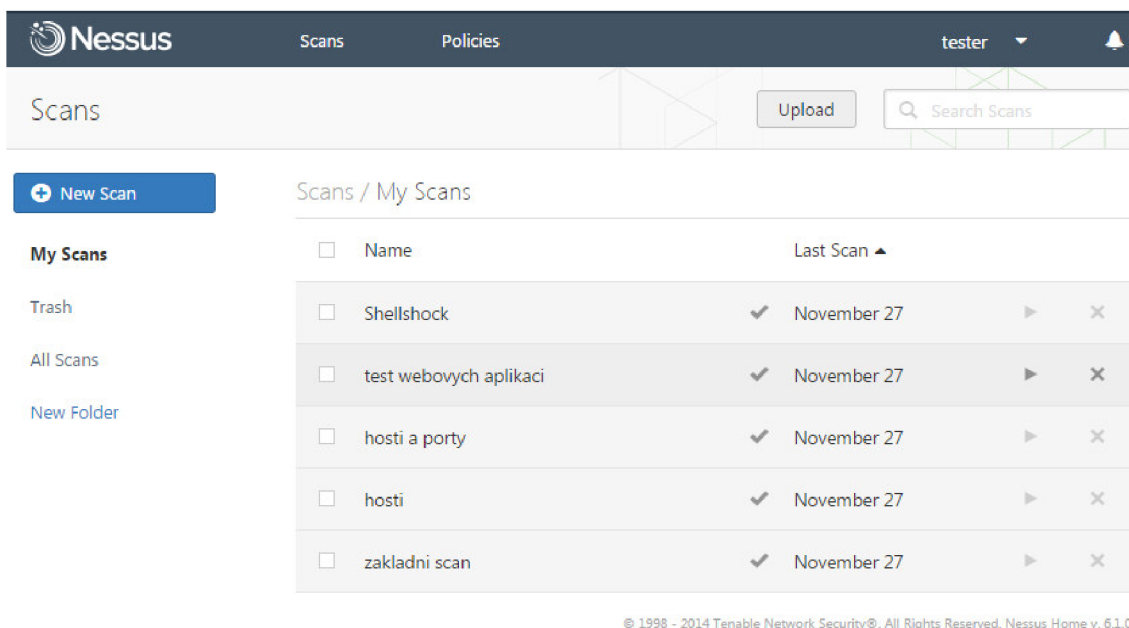 Nessus Scans Policies tester
Scans Upload Search Scans
New Scan
Scans / My Scans
My Scans
Name Last Scan
Trash
Shellshock November 27
All Scans
test webovych aplikaci November 27
New Folder
hosti a porty November 27
hosti November 27
zakladni scan November 27
© 1998 - 2014 Tenable Network Security®. All Rights Reserved. Nessus Home v. 6.1.0